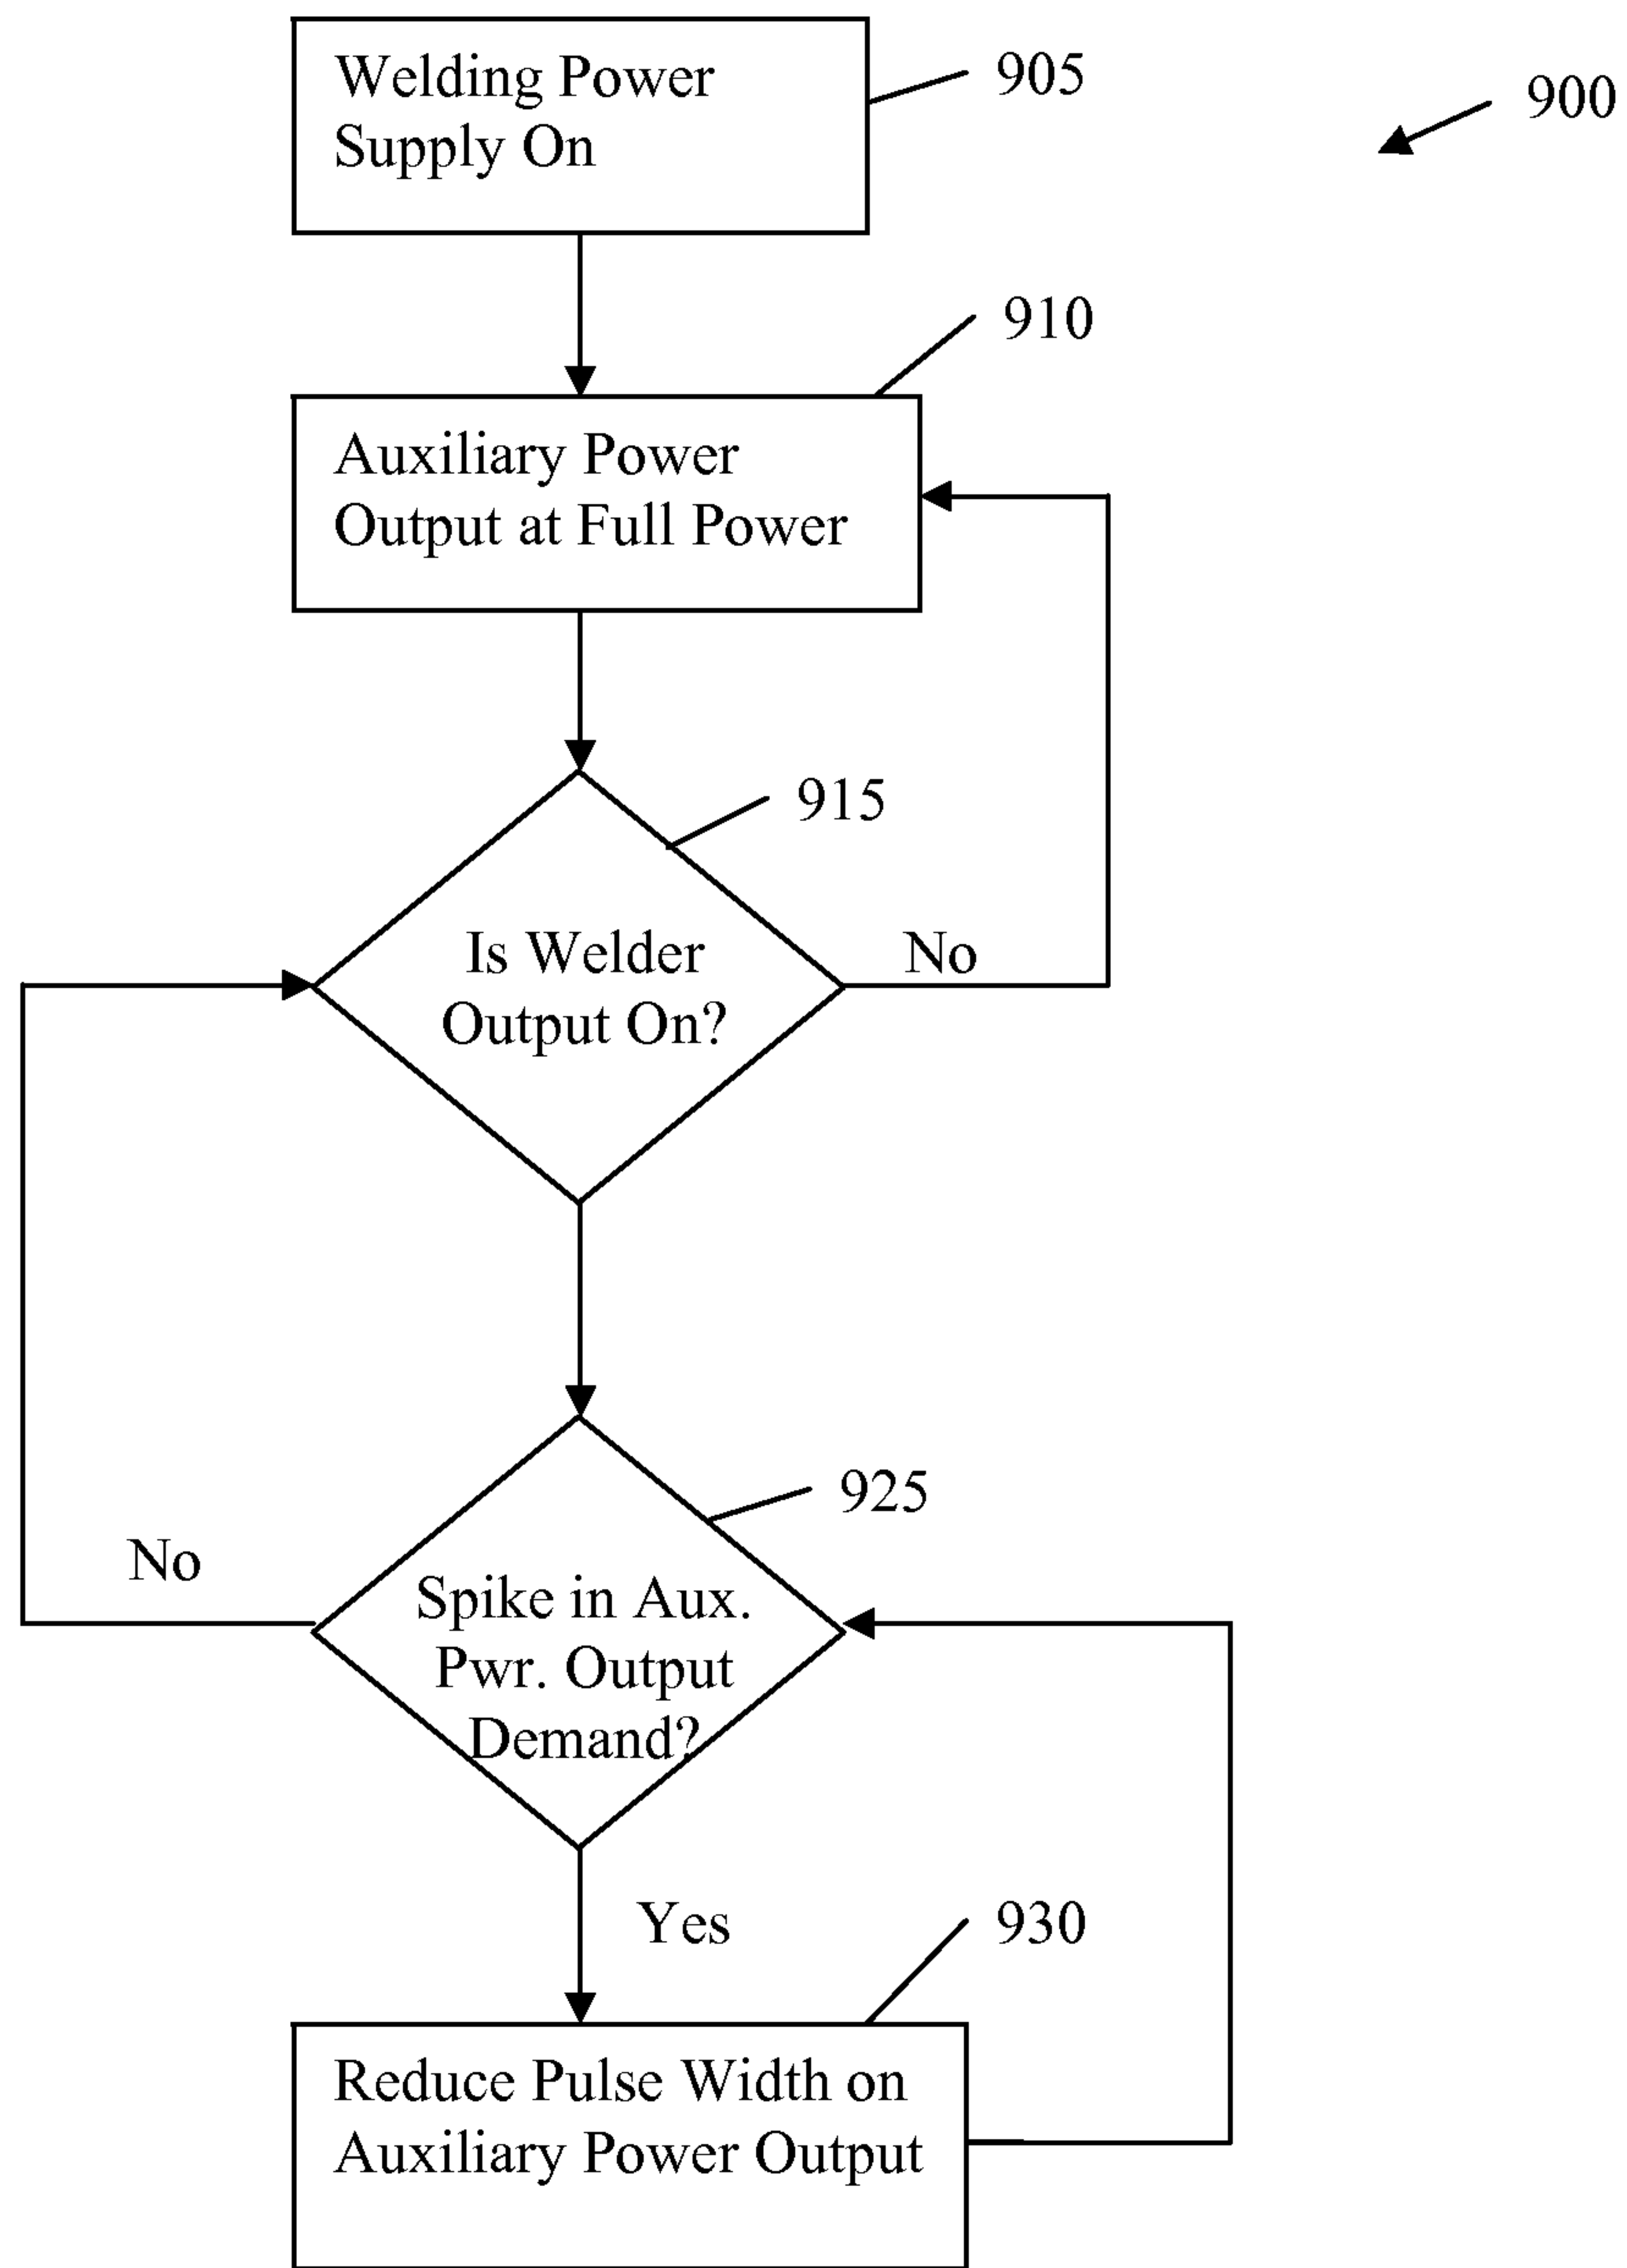 Welding Power
Supply On
905
900
910
Auxiliary Power
Output at Full Power
915
Is Welder
Output On?
No
925
No
Spike in Aux.
Pwr. Output
Demand?
Yes
930
Reduce Pulse Width on
Auxiliary Power Output